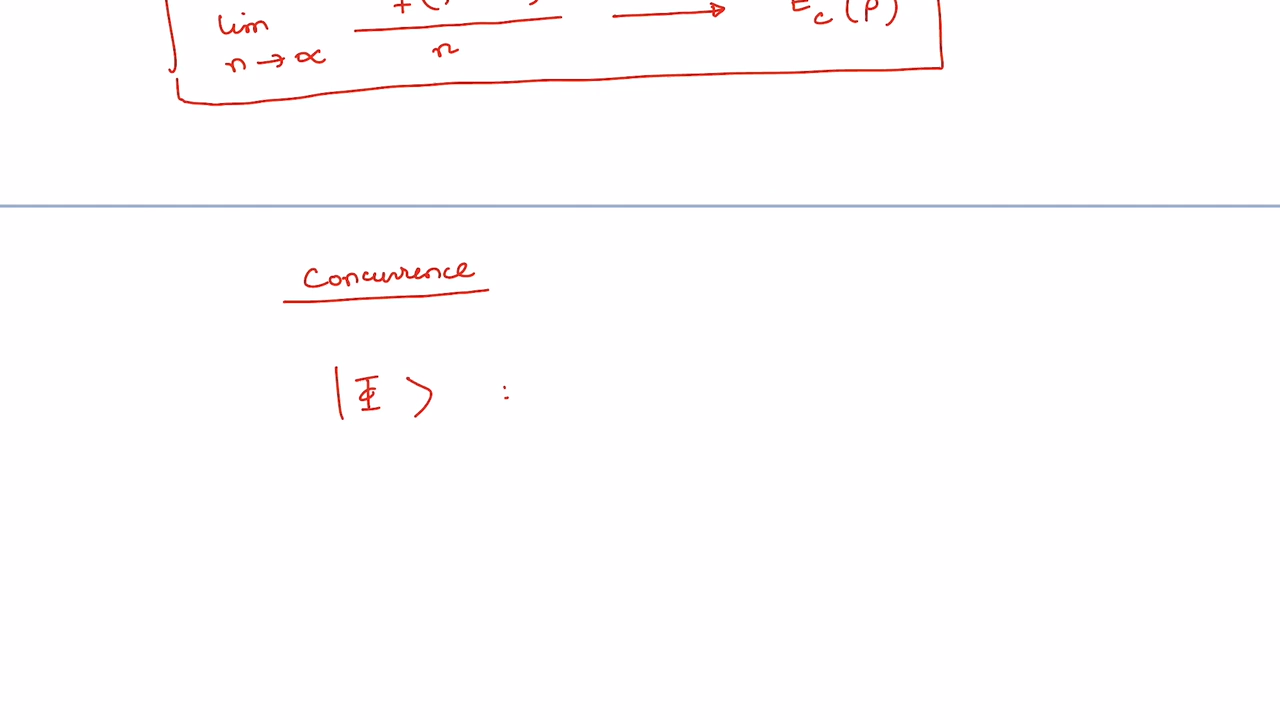 lim
n → ∞
n
→ E_c (ρ)
Concurrence
|Φ⟩ :